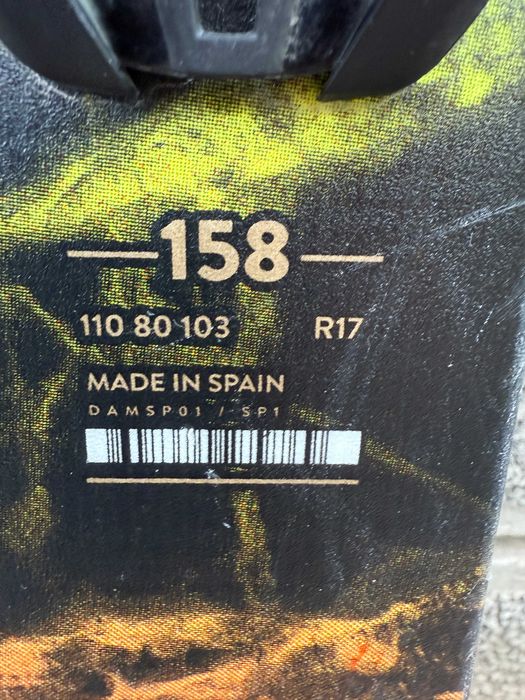 158
110 80 103 R17
MADE IN SPAIN
DAMSP01 / SP1